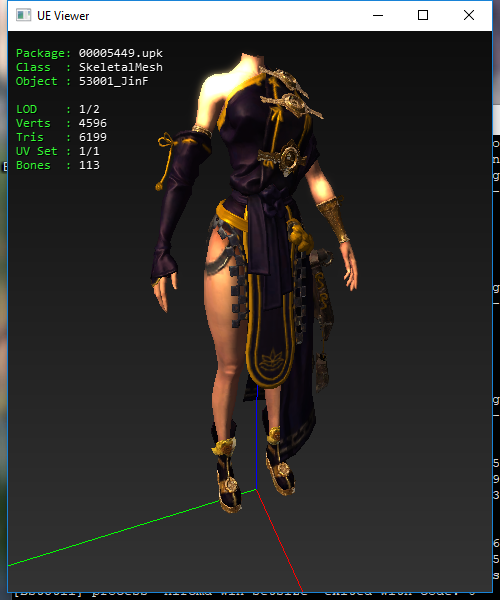 UE Viewer
Package: 00005449.upk
Class : SkeletalMesh
Object : 53001_JinF
LOD : 1/2
Verts : 4596
Tris : 6199
UV Set : 1/1
Bones : 113